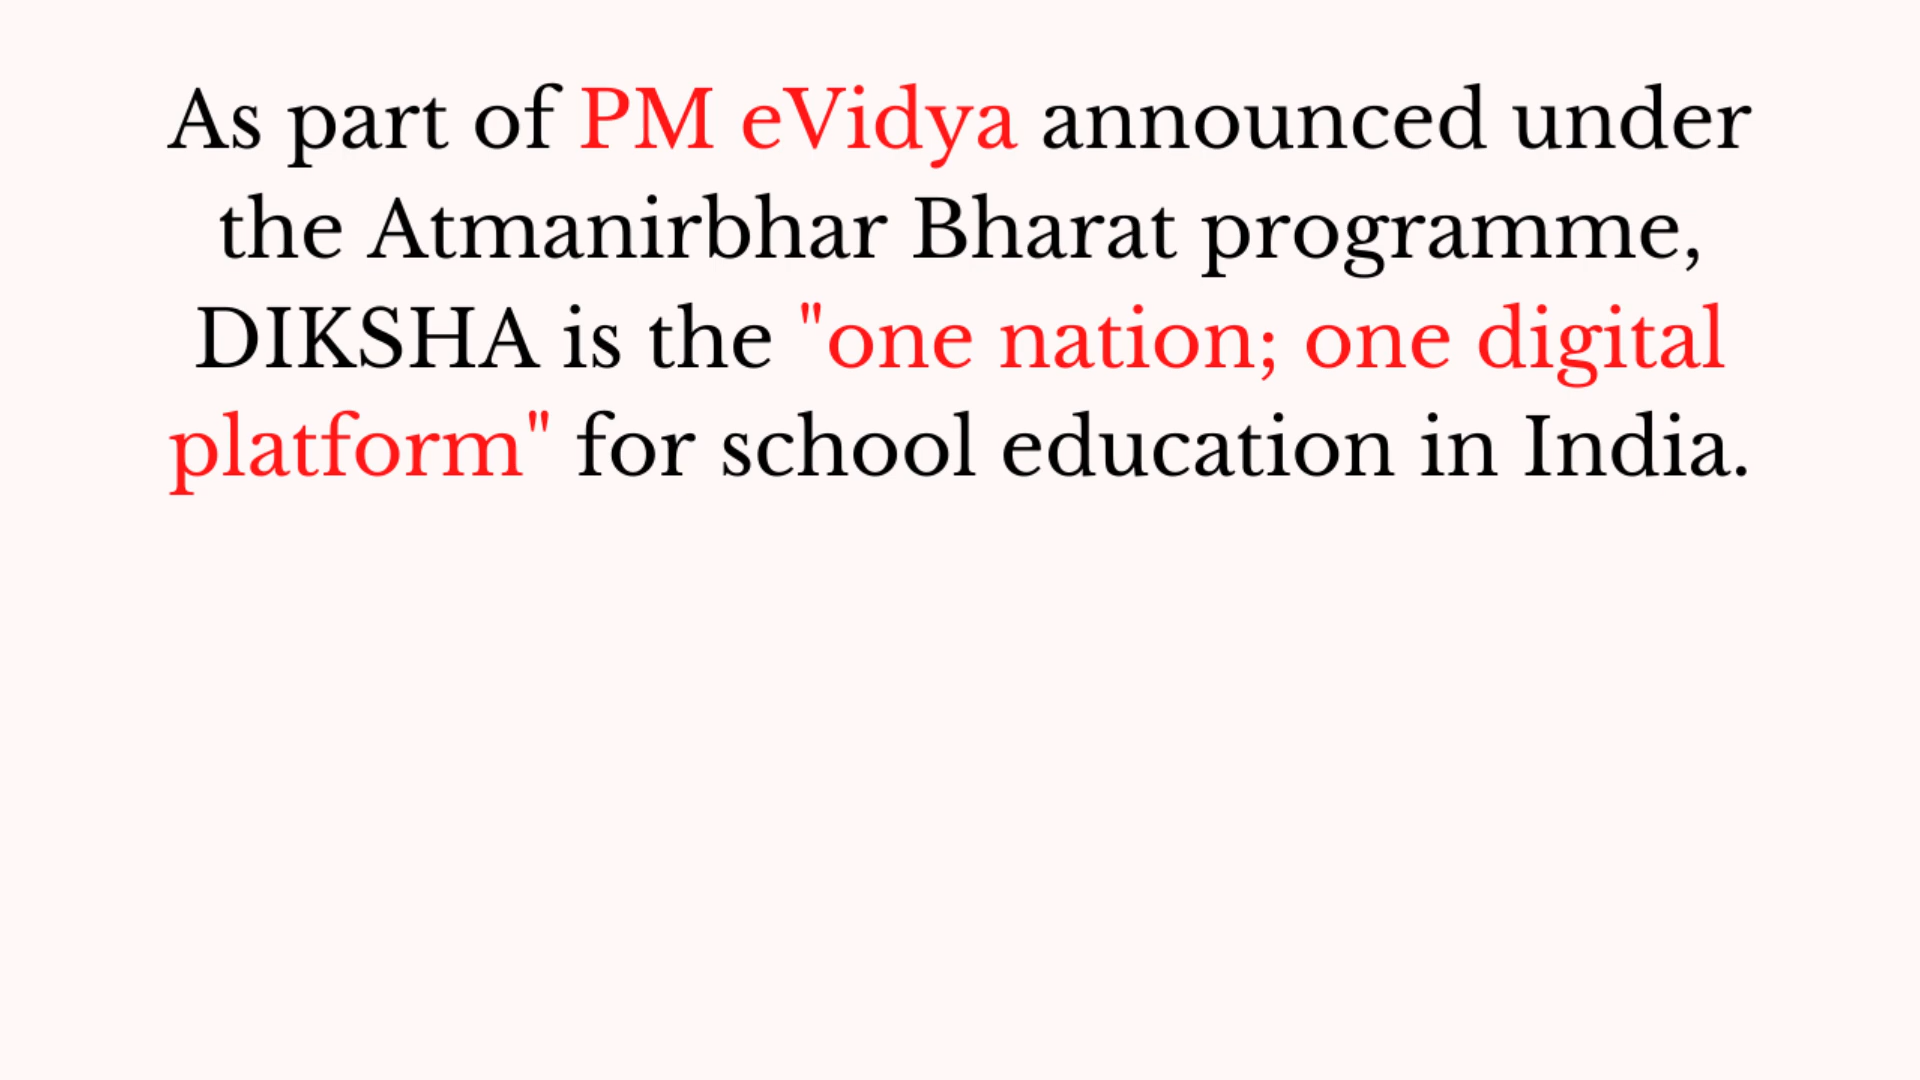 As part of PM eVidya announced under
the Atmanirbhar Bharat programme,
DIKSHA is the "one nation; one digital
platform" for school education in India.